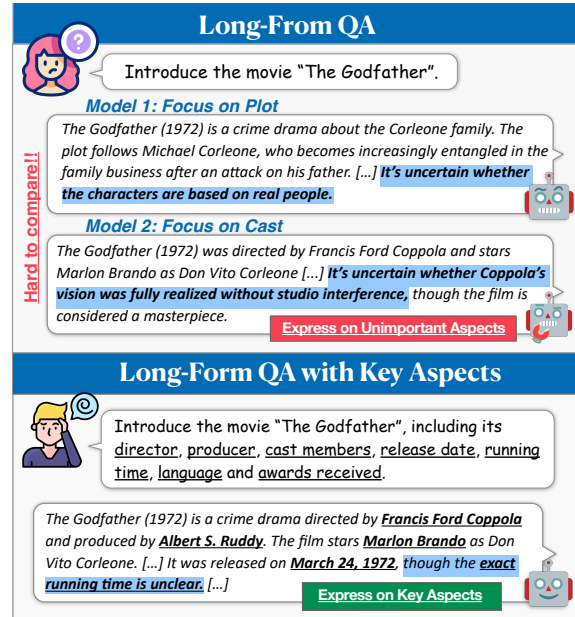 Long-From QA
?
Introduce the movie "The Godfather".
Model 1: Focus on Plot
The Godfather (1972) is a crime drama about the Corleone family. The
plot follows Michael Corleone, who becomes increasingly entangled in the
family business after an attack on his father. [...] It's uncertain whether
the characters are based on real people.
Hard to compare!!
Model 2: Focus on Cast
The Godfather (1972) was directed by Francis Ford Coppola and stars
Marlon Brando as Don Vito Corleone [...] It's uncertain whether Coppola's
vision was fully realized without studio interference, though the film is
considered a masterpiece.
Express on Unimportant Aspects
Long-Form QA with Key Aspects
Introduce the movie "The Godfather", including its
director, producer, cast members, release date, running
time, language and awards received.
The Godfather (1972) is a crime drama directed by Francis Ford Coppola
and produced by Albert S. Ruddy. The film stars Marlon Brando as Don
Vito Corleone. [...] It was released on March 24, 1972, though the exact
running time is unclear. [...]
Express on Key Aspects